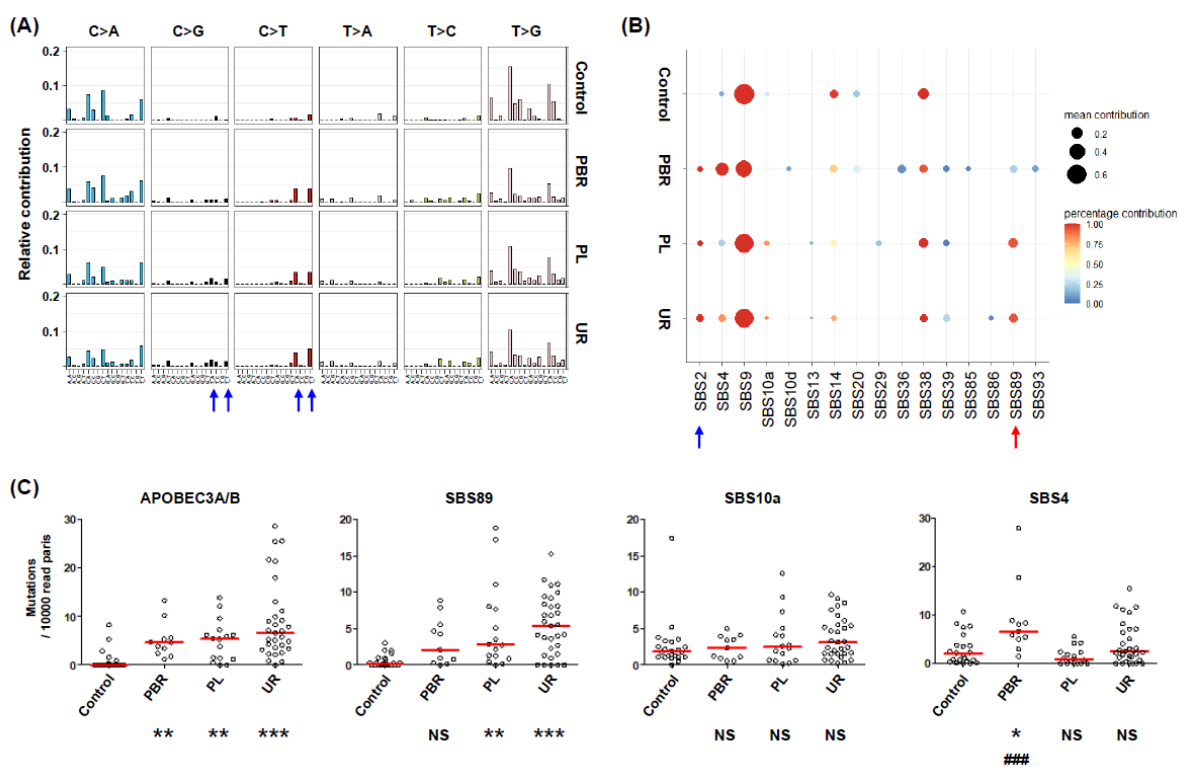 (A)
C>A C>G C>T T>A T>C T>G
Relative contribution
0.2
0.1
Control
0.2
0.1
PBR
0.2
0.1
PL
0.2
0.1
UR
(B)
Control
PBR
PL
UR
SBS2 SBS4 SBS9 SBS10a SBS10d SBS13 SBS14 SBS20 SBS29 SBS36 SBS38 SBS39 SBS85 SBS86 SBS89 SBS93
mean contribution
0.2
0.4
0.6
percentage contribution
1.00
0.75
0.50
0.25
0.00
(C)
APOBEC3A/B
Mutations
/ 10000 read paris
30
20
10
0
Control PBR PL UR
** ** ***
SBS89
20
15
10
5
0
Control PBR PL UR
NS ** ***
SBS10a
20
15
10
5
0
Control PBR PL UR
NS NS NS
SBS4
30
20
10
0
Control PBR PL UR
* NS NS
###